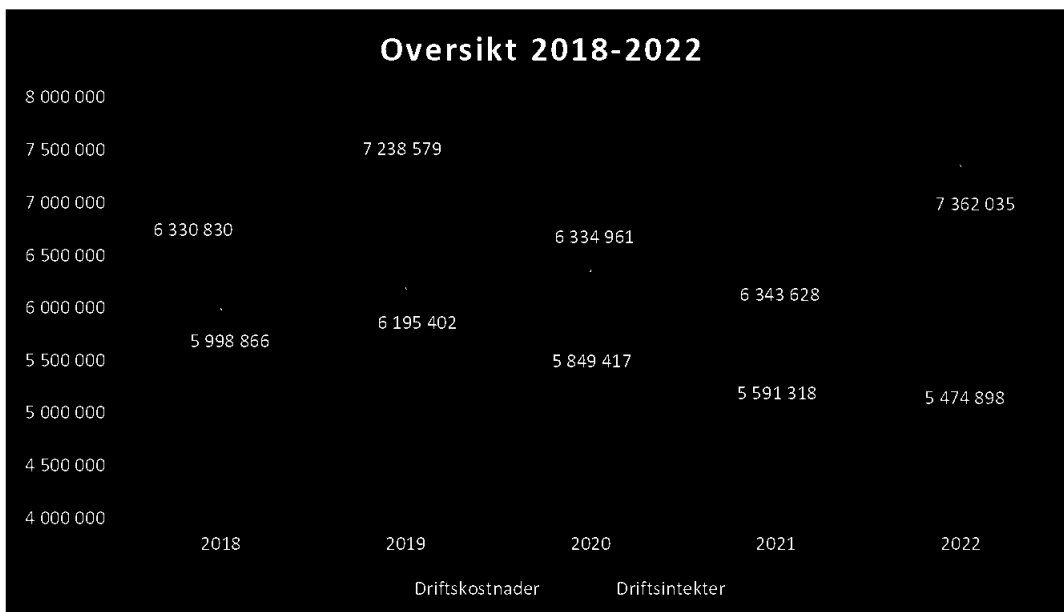 Oversikt 2018-2022
8 000 000
7 500 000
7 238 579
7 000 000
7 362 035
6 330 830
6 334 961
6 500 000
6 343 628
6 000 000
6 195 402
5 998 866
5 849 417
5 500 000
5 591 318
5 474 898
5 000 000
4 500 000
4 000 000
2018 2019 2020 2021 2022
Driftskostnader Driftsintekter